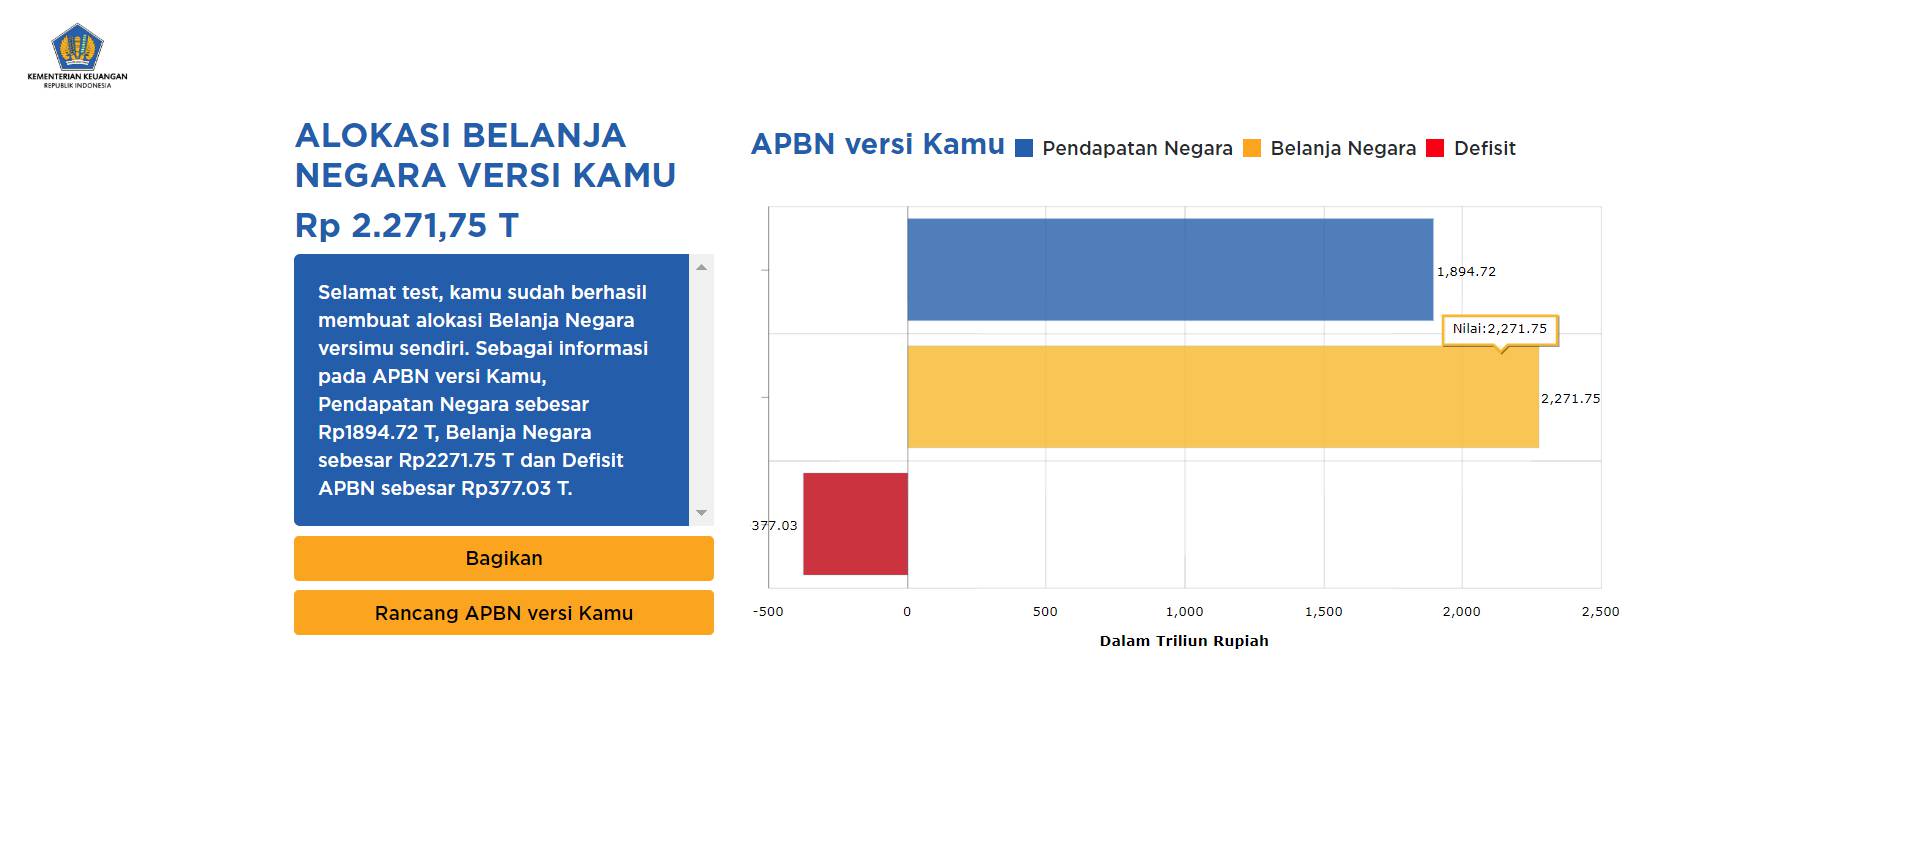 KEMENTERIAN KEUANGAN
REPUBLIK INDONESIA
ALOKASI BELANJA
NEGARA VERSI KAMU
Rp 2.271,75 T
Selamat test, kamu sudah berhasil
membuat alokasi Belanja Negara
versimu sendiri. Sebagai informasi
pada APBN versi Kamu,
Pendapatan Negara sebesar
Rp1894.72 T, Belanja Negara
sebesar Rp2271.75 T dan Defisit
APBN sebesar Rp377.03 T.
Bagikan
Rancang APBN versi Kamu
APBN versi Kamu Pendapatan Negara Belanja Negara Defisit
1,894.72
Nilai:2,271.75
2,271.75
377.03
-500 0 500 1,000 1,500 2,000 2,500
Dalam Triliun Rupiah